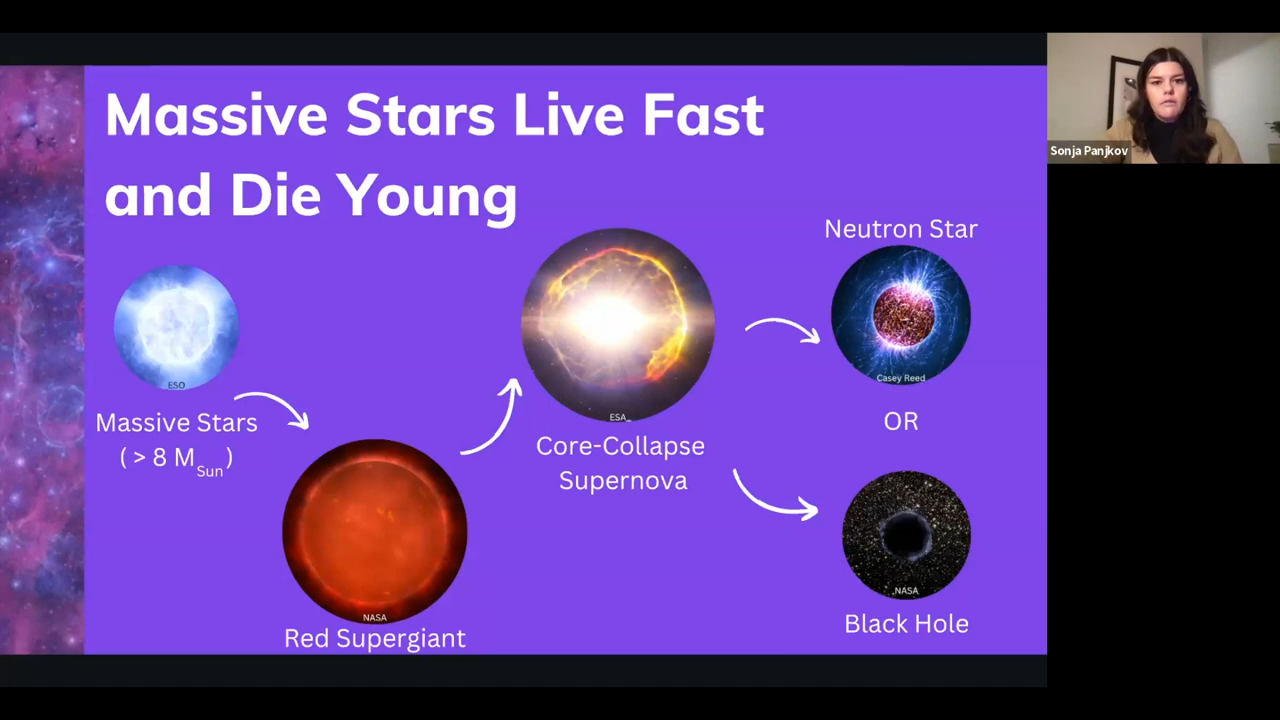 Massive Stars Live Fast
and Die Young
ESO
Massive Stars
( > 8 M Sun )
NASA
Red Supergiant
ESA_
Core-Collapse
Supernova
Neutron Star
Casey Reed
OR
NASA
Black Hole
Sonja Panjkov